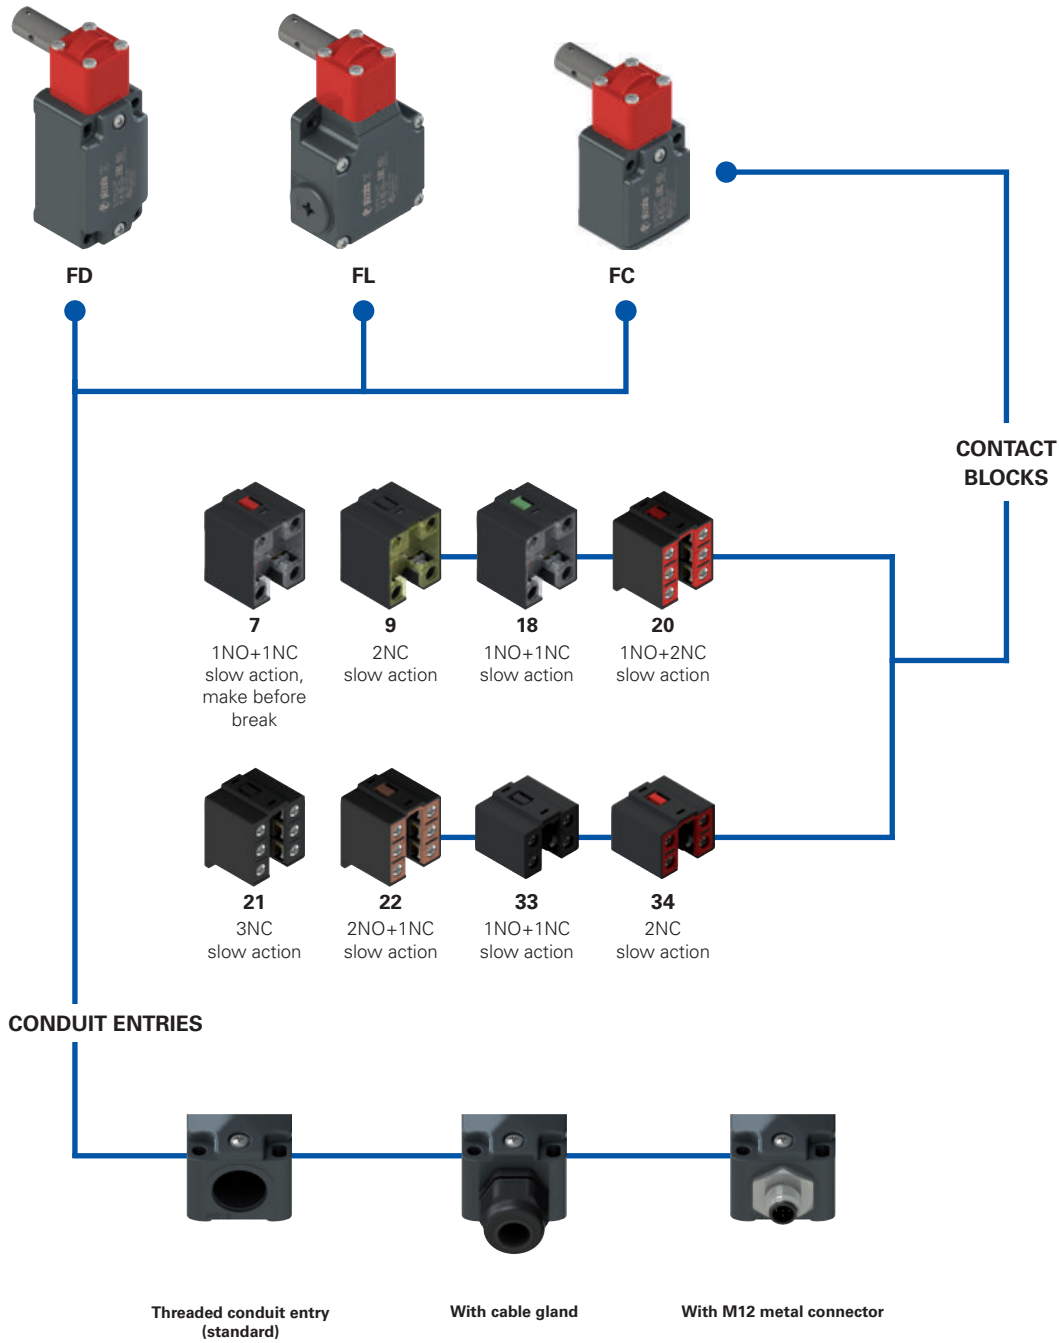 FD
FL
FC
CONTACT
BLOCKS
7
1NO+1NC
slow action,
make before
break
9
2NC
slow action
18
1NO+1NC
slow action
20
1NO+2NC
slow action
21
3NC
slow action
22
2NO+1NC
slow action
33
1NO+1NC
slow action
34
2NC
slow action
CONDUIT ENTRIES
Threaded conduit entry
(standard)
With cable gland
With M12 metal connector